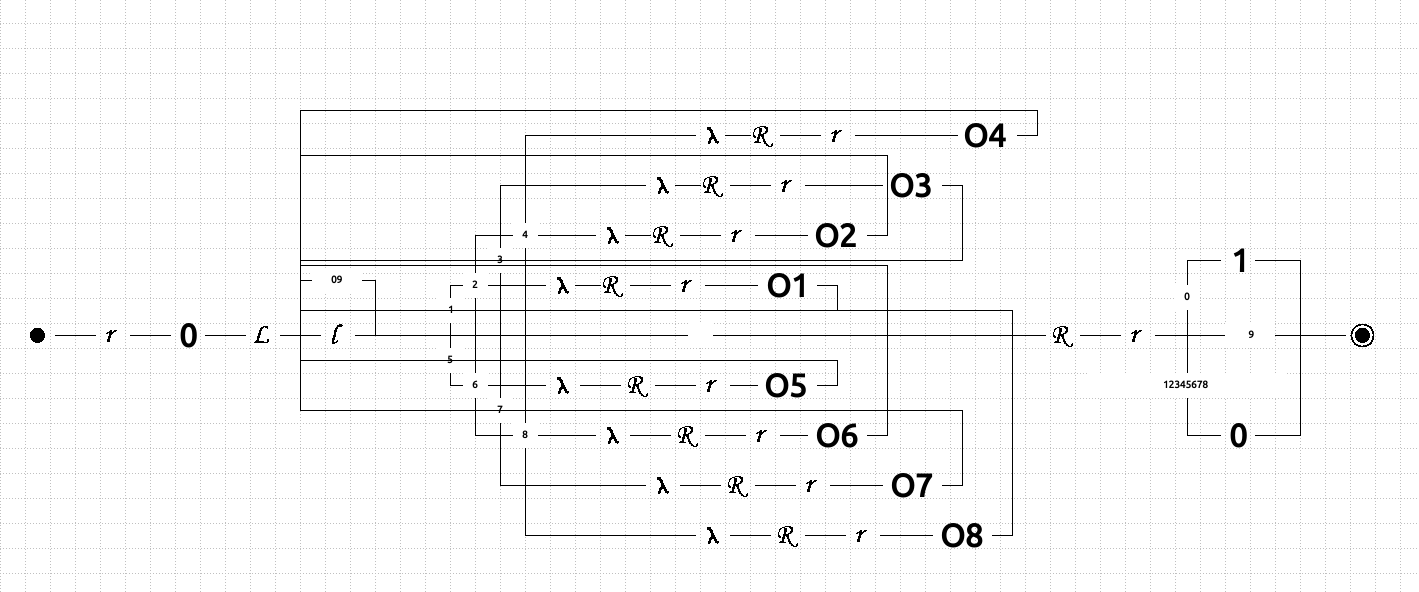 λ R r O4
λ R r O3
4 λ R r O2
3
09 2 λ R r O1
1
r 0 L l R r
5
6 λ R r O5
7
8 λ R r O6
λ R r O7
λ R r O8
1
0
9
12345678
0